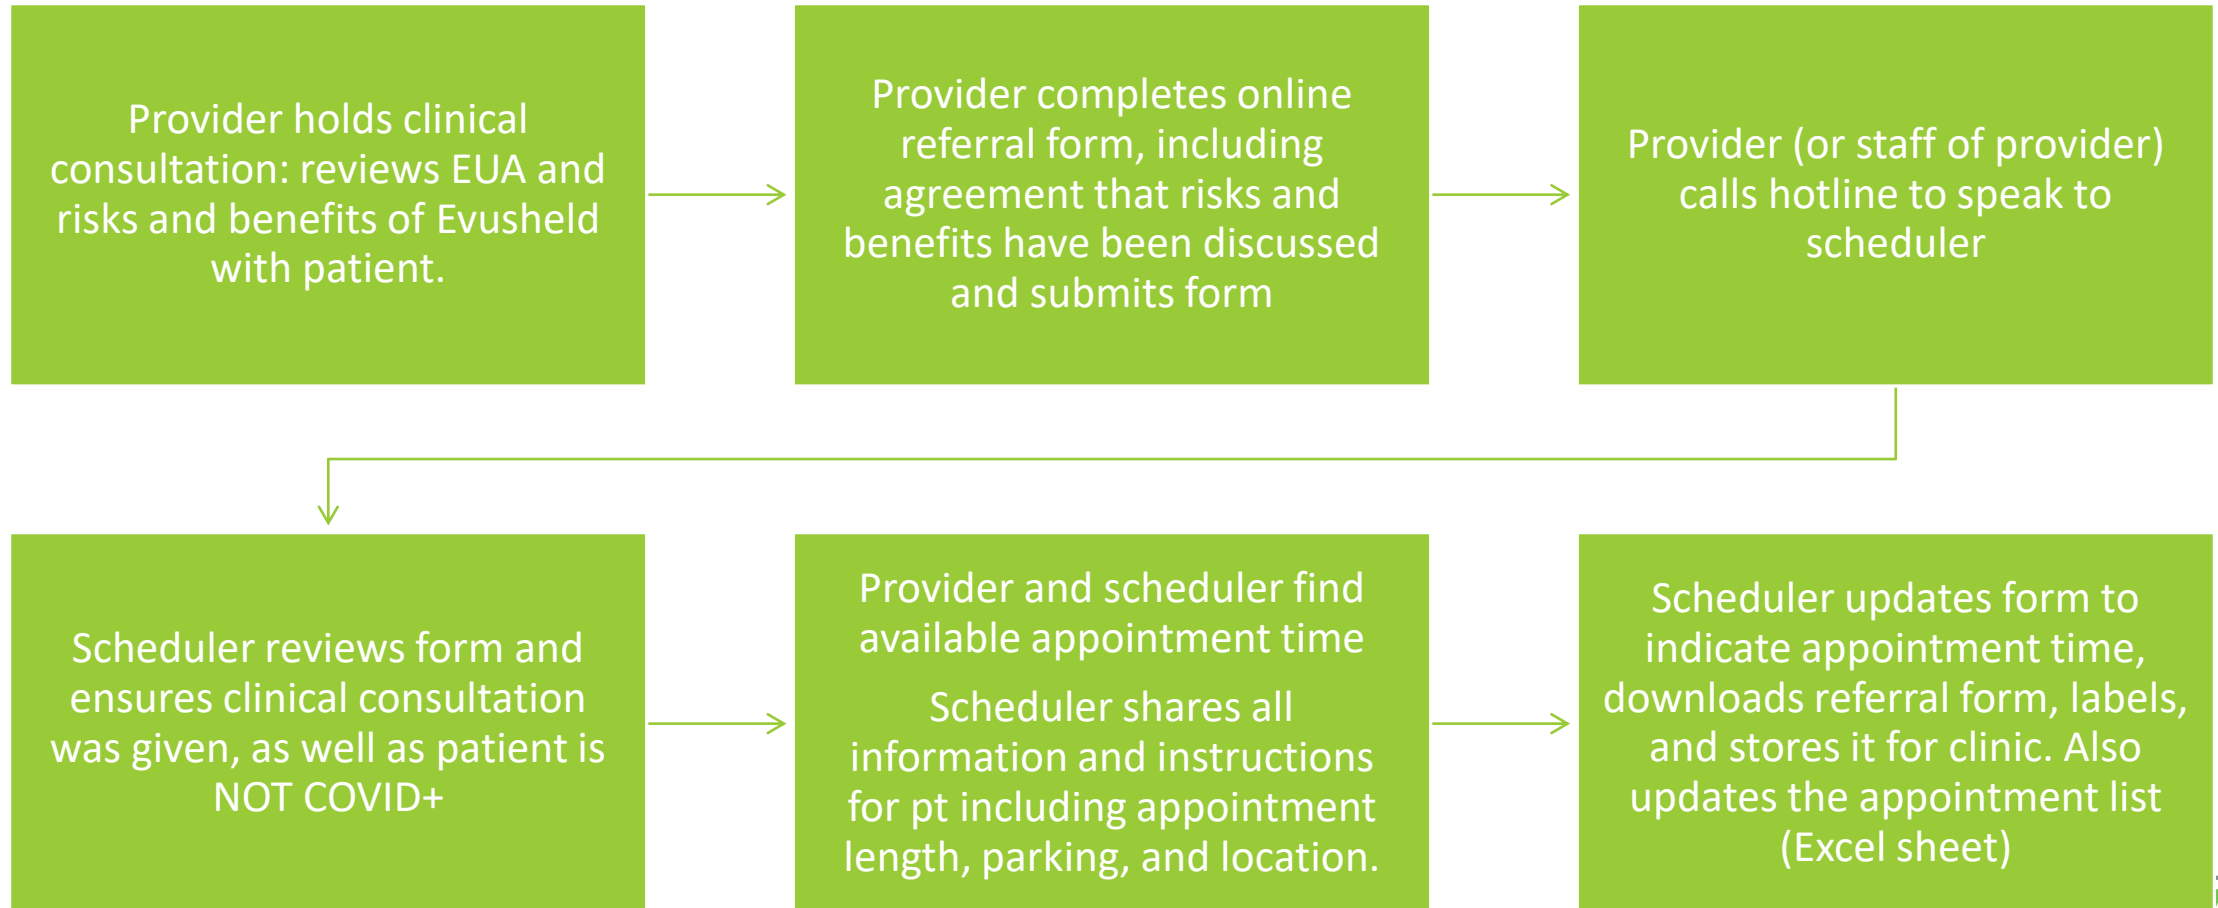 Provider holds clinical
consultation: reviews EUA and
risks and benefits of Evusheld
with patient.
Provider completes online
referral form, including
agreement that risks and
benefits have been discussed
and submits form
Provider (or staff of provider)
calls hotline to speak to
scheduler
Scheduler reviews form and
ensures clinical consultation
was given, as well as patient is
NOT COVID+
Provider and scheduler find
available appointment time
Scheduler shares all
information and instructions
for pt including appointment
length, parking, and location.
Scheduler updates form to
indicate appointment time,
downloads referral form, labels,
and stores it for clinic. Also
updates the appointment list
(Excel sheet)